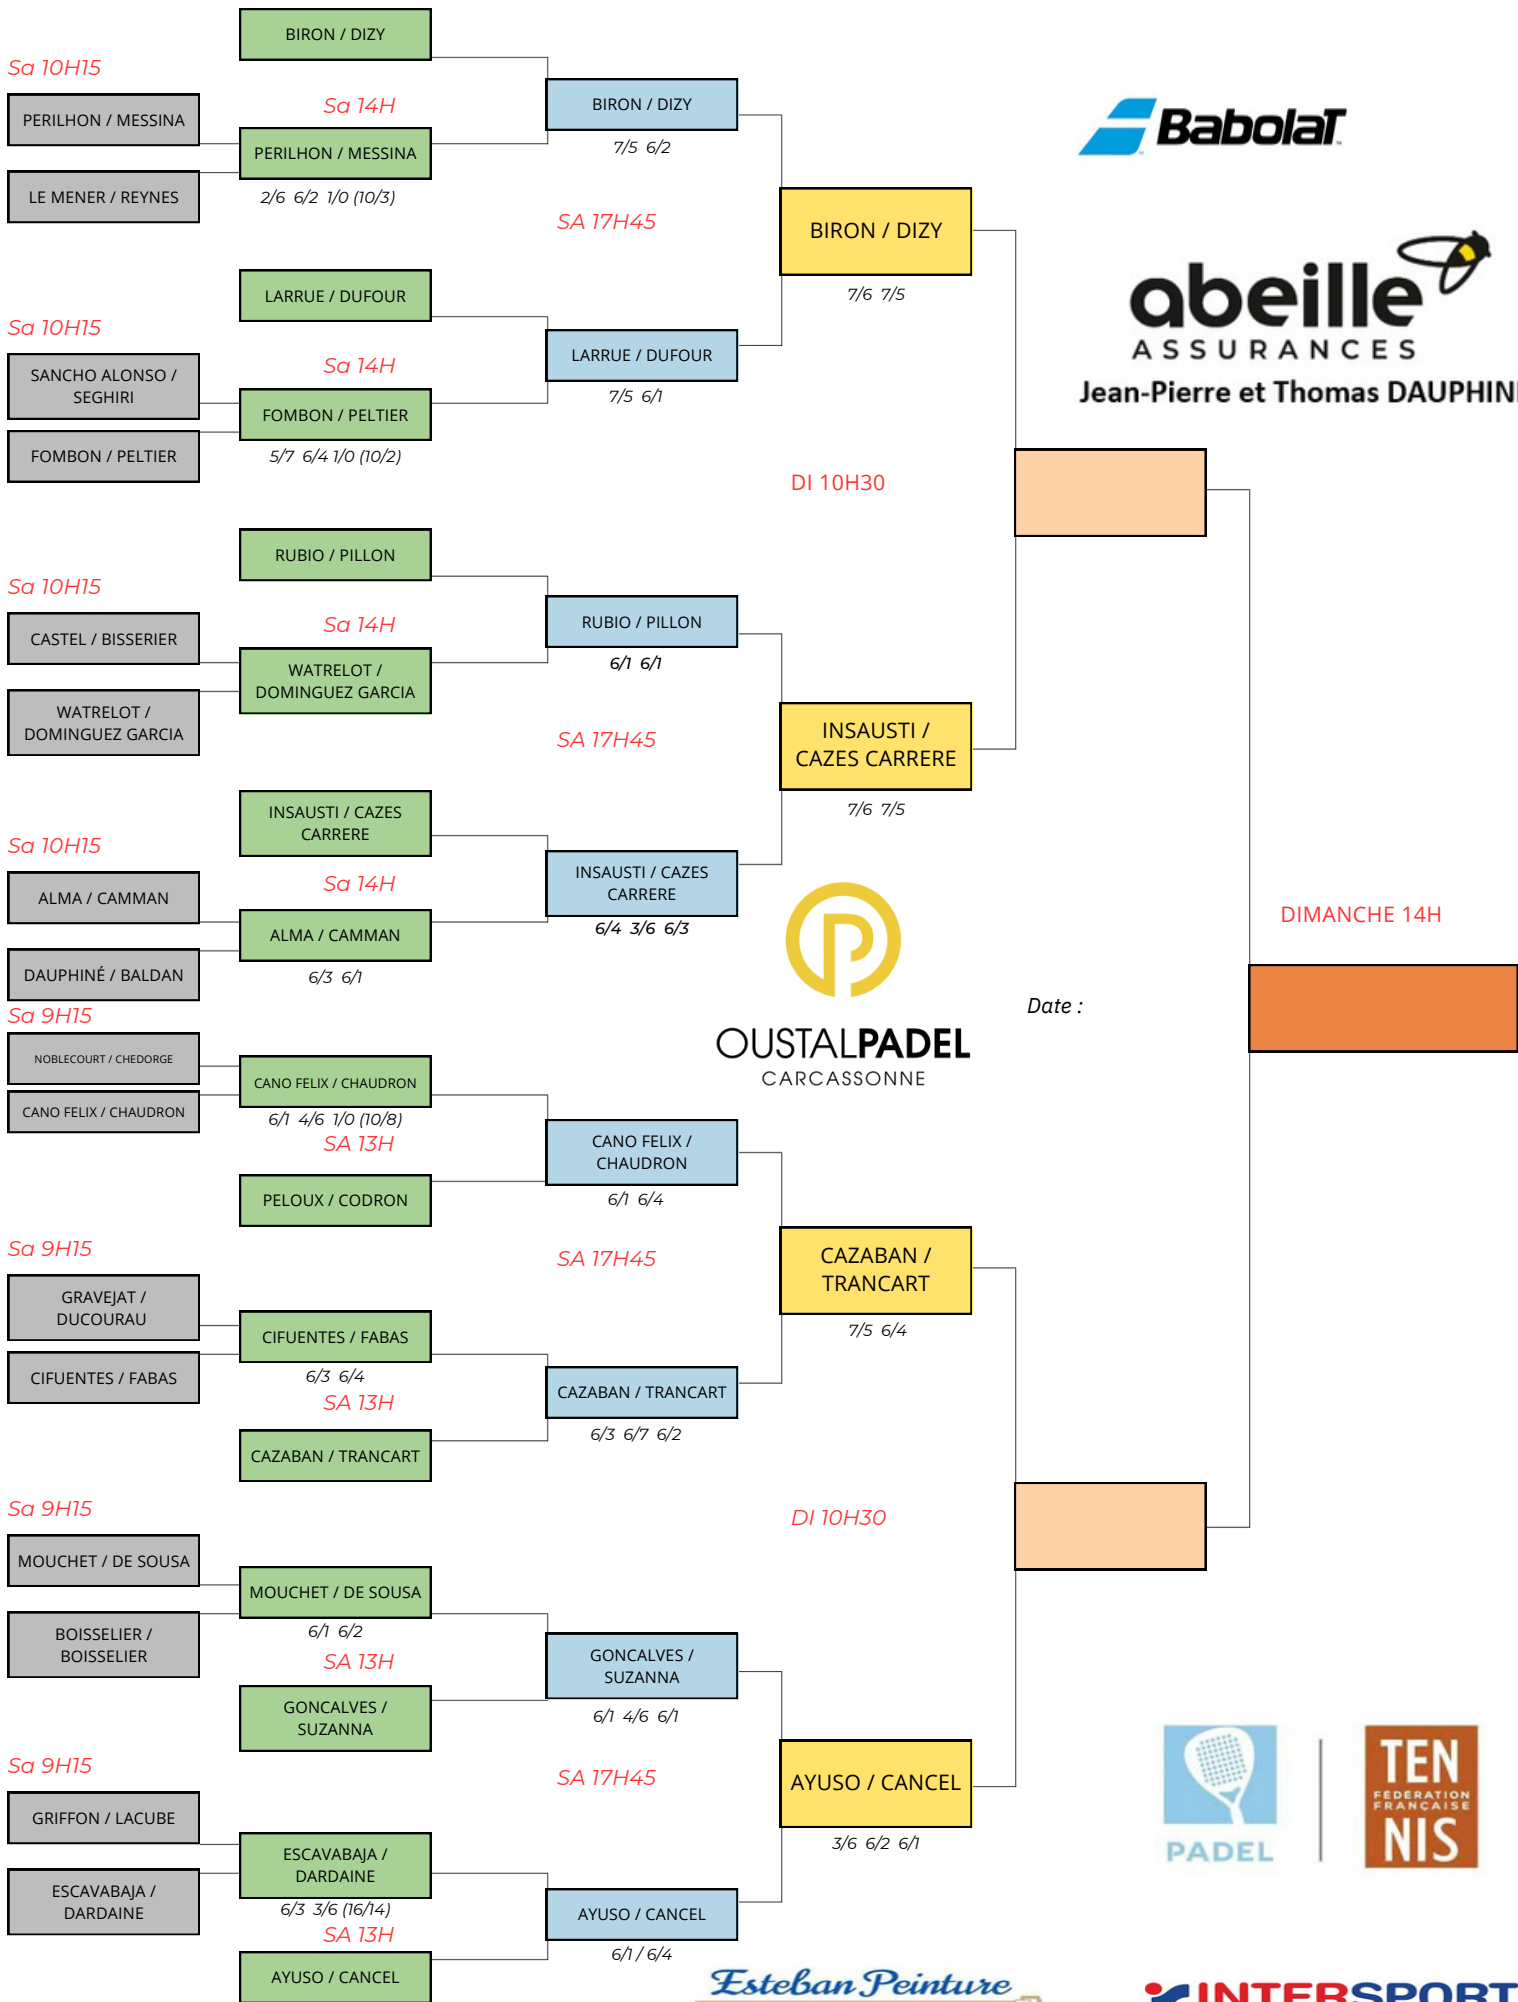 BIRON / DIZY
Sa 10H15
PERILHON / MESSINA
Sa 14H
PERILHON / MESSINA
2/6 6/2 1/0 (10/3)
LE MENER / REYNES
BIRON / DIZY
7/5 6/2
SA 17H45
BIRON / DIZY
7/6 7/5
LARRUE / DUFOUR
Sa 10H15
SANCHO ALONSO /
SEGHIRI
Sa 14H
FOMBON / PELTIER
5/7 6/4 1/0 (10/2)
FOMBON / PELTIER
LARRUE / DUFOUR
7/5 6/1
DI 10H30
RUBIO / PILLON
Sa 10H15
CASTEL / BISSERIER
Sa 14H
WATRELOT /
DOMINGUEZ GARCIA
WATRELOT /
DOMINGUEZ GARCIA
RUBIO / PILLON
6/1 6/1
SA 17H45
INSAUSTI /
CAZES CARRERE
7/6 7/5
INSAUSTI / CAZES
CARRERE
Sa 10H15
ALMA / CAMMAN
Sa 14H
ALMA / CAMMAN
6/3 6/1
DAUPHINÉ / BALDAN
INSAUSTI / CAZES
CARRERE
6/4 3/6 6/3
Sa 9H15
NOBLECOURT / CHEDORGE
CANO FELIX / CHAUDRON
CANO FELIX / CHAUDRON
6/1 4/6 1/0 (10/8)
SA 13H
PELOUX / CODRON
CANO FELIX /
CHAUDRON
6/1 6/4
SA 17H45
CAZABAN /
TRANCART
7/5 6/4
Sa 9H15
GRAVEJAT /
DUCOURAU
CIFUENTES / FABAS
CIFUENTES / FABAS
6/3 6/4
SA 13H
CAZABAN / TRANCART
CAZABAN / TRANCART
6/3 6/7 6/2
DI 10H30
Sa 9H15
MOUCHET / DE SOUSA
MOUCHET / DE SOUSA
6/1 6/2
BOISSELIER /
BOISSELIER
SA 13H
GONCALVES /
SUZANNA
GONCALVES /
SUZANNA
6/1 4/6 6/1
SA 17H45
AYUSO / CANCEL
3/6 6/2 6/1
Sa 9H15
GRIFFON / LACUBE
ESCAVABAJA /
DARDAINE
ESCAVABAJA /
DARDAINE
6/3 3/6 (16/14)
SA 13H
AYUSO / CANCEL
AYUSO / CANCEL
6/1 / 6/4
BabolaT
abeille
ASSURANCES
Jean-Pierre et Thomas DAUPHIN
OUSTALPADEL
CARCASSONNE
Date :
DIMANCHE 14H
PADEL
TEN
FEDERATION
FRANÇAISE
NIS
Esteban Peinture
INTERSPORT